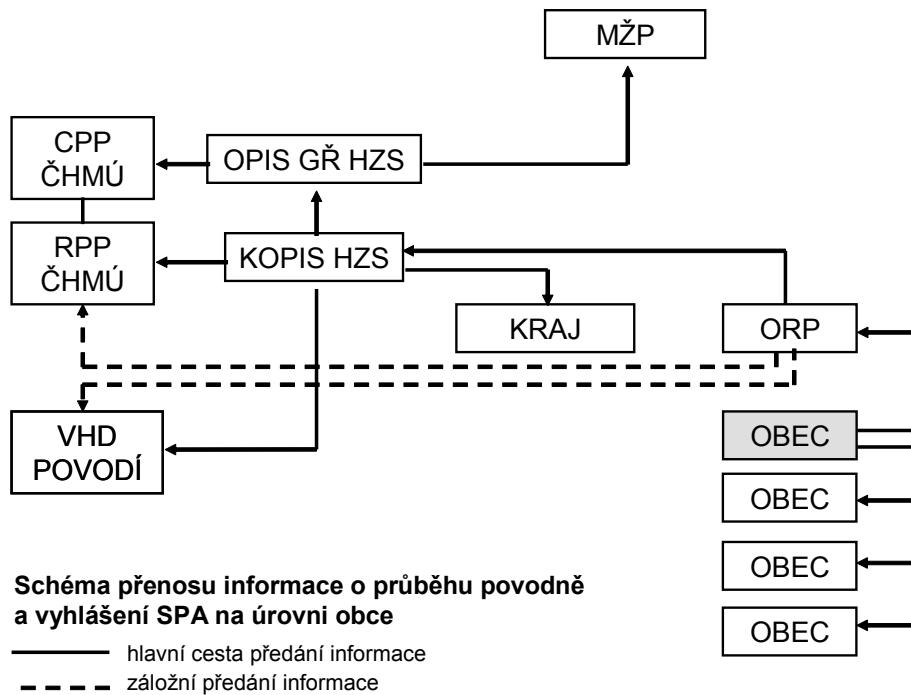 MŽP
CPP
ČHMÚ
OPIS GŘ HZS
RPP
ČHMÚ
KOPIS HZS
KRAJ
ORP
VHD
POVODÍ
OBEC
OBEC
OBEC
OBEC
Schéma přenosu informace o průběhu povodně
a vyhlášení SPA na úrovni obce
hlavní cesta předání informace
záložní předání informace